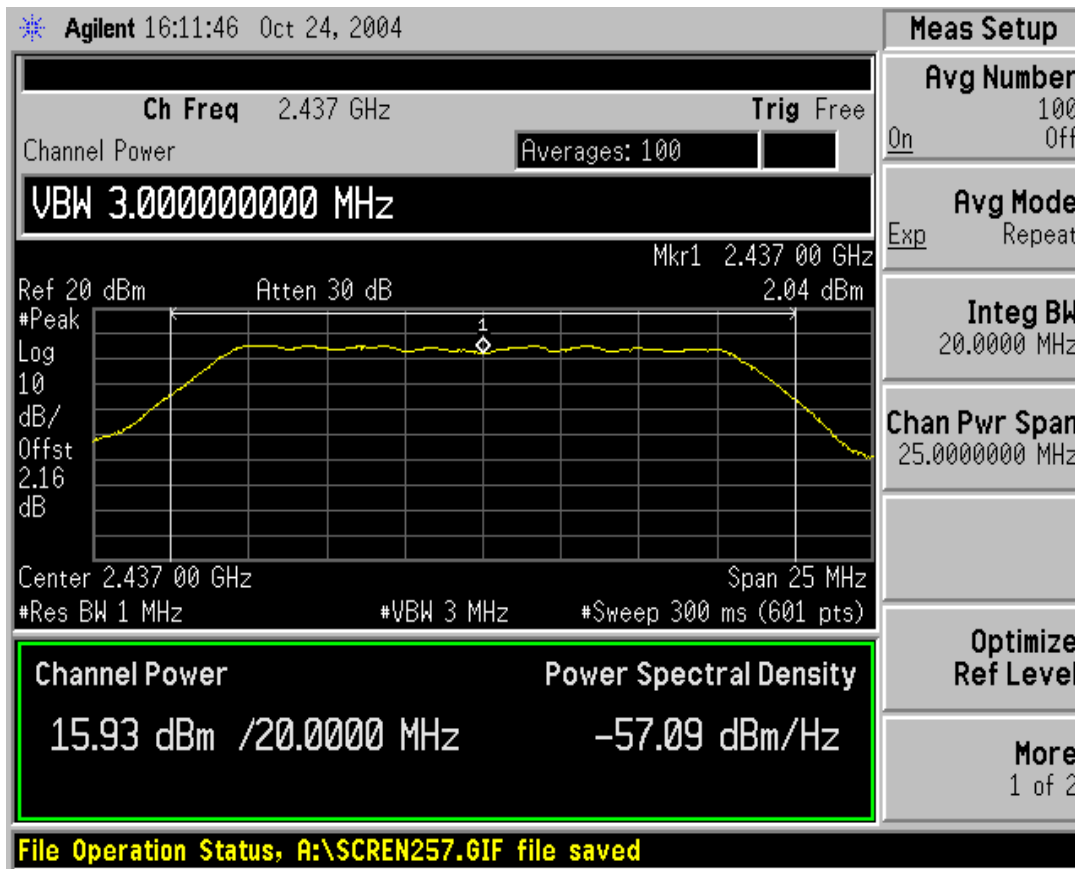 Agilent 16:11:46 Oct 24, 2004
Ch Freq 2.437 GHz Trig Free
Channel Power Averages: 100
VBW 3.000000000 MHz
Mkr1 2.437 00 GHz
Ref 20 dBm Atten 30 dB 2.04 dBm
#Peak
Log
10
dB/
Offst
2.16
dB
1
Center 2.437 00 GHz Span 25 MHz
#Res BW 1 MHz #VBW 3 MHz #Sweep 300 ms (601 pts)
Channel Power Power Spectral Density
15.93 dBm /20.0000 MHz -57.09 dBm/Hz
File Operation Status, A:\SCREN257.GIF file saved
Meas Setup
Avg Number
100
On Off
Avg Mode
Exp Repeat
Integ BW
20.0000 MHz
Chan Pwr Span
25.0000000 MHz
Optimize
Ref Level
More
1 of 2